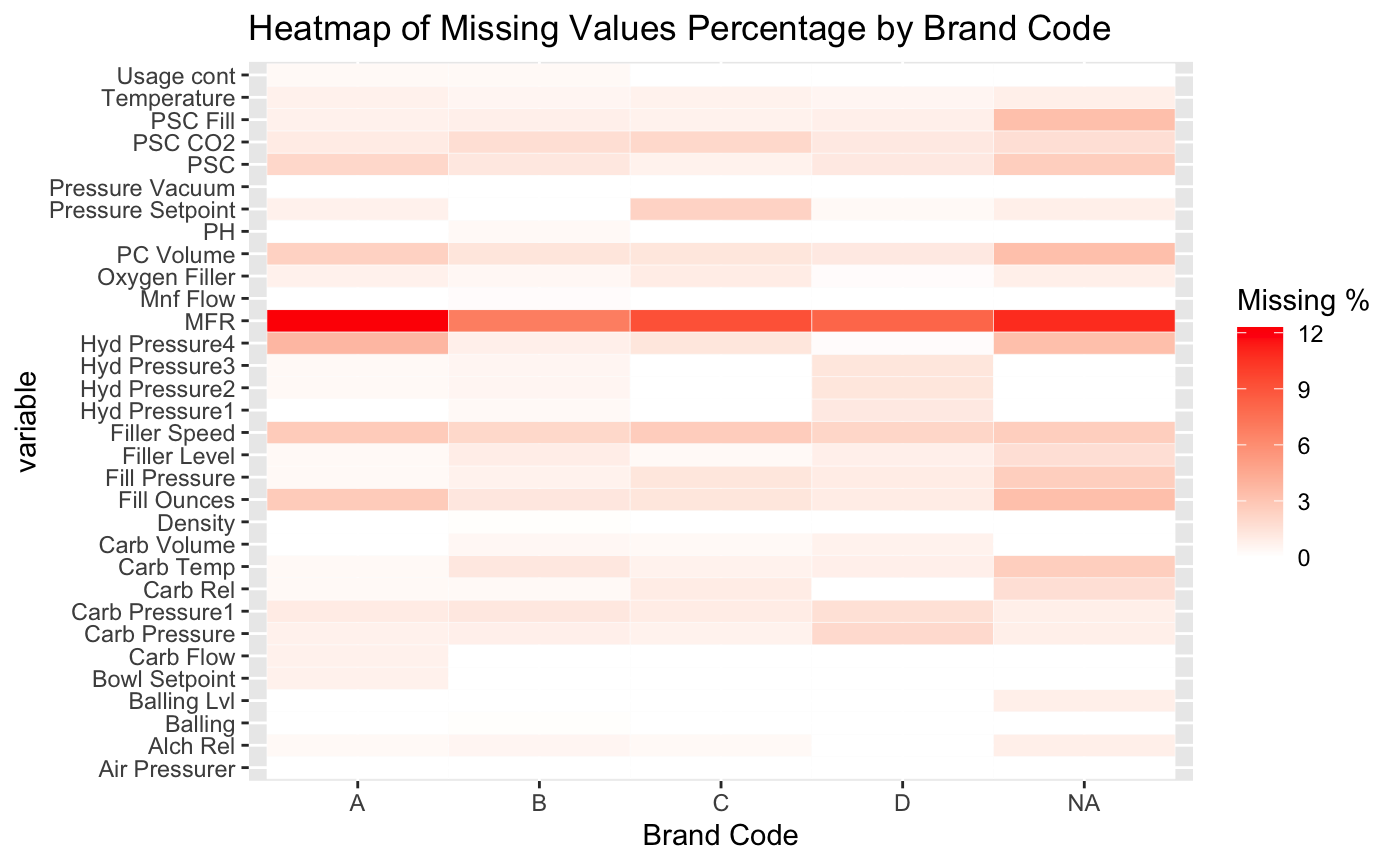 Heatmap of Missing Values Percentage by Brand Code
Usage cont
Temperature
PSC Fill
PSC CO2
PSC
Pressure Vacuum
Pressure Setpoint
PH
PC Volume
Oxygen Filler
Mnf Flow
MFR
Hyd Pressure4
Hyd Pressure3
Hyd Pressure2
Hyd Pressure1
Filler Speed
Filler Level
Fill Pressure
Fill Ounces
Density
Carb Volume
Carb Temp
Carb Rel
Carb Pressure1
Carb Pressure
Carb Flow
Bowl Setpoint
Balling Lvl
Balling
Alch Rel
Air Pressurer
variable
A B C D NA
Brand Code
Missing %
12
9
6
3
0